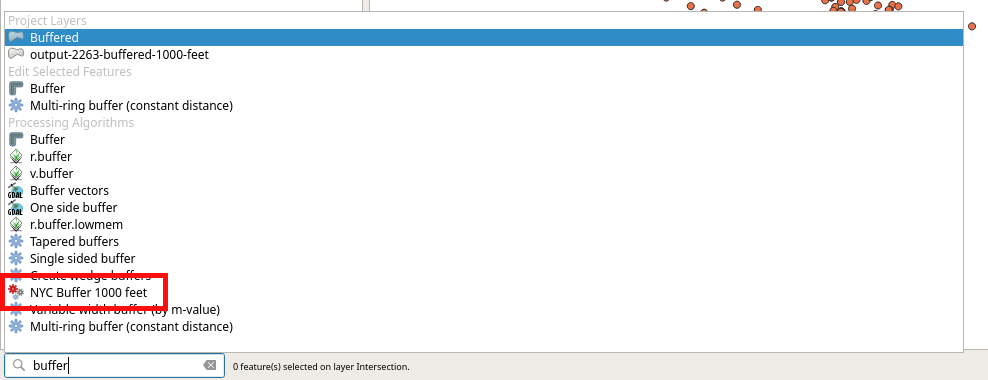 Project Layers
Buffered
output-2263-buffered-1000-feet
Edit Selected Features
Buffer
Multi-ring buffer (constant distance)
Processing Algorithms
Buffer
r.buffer
v.buffer
GDAL Buffer vectors
GDAL One side buffer
r.buffer.lowmem
Tapered buffers
Single sided buffer
Create wedge buffers
NYC Buffer 1000 feet
Variable width buffer (by m-value)
Multi-ring buffer (constant distance)
buffer
0 feature(s) selected on layer Intersection.